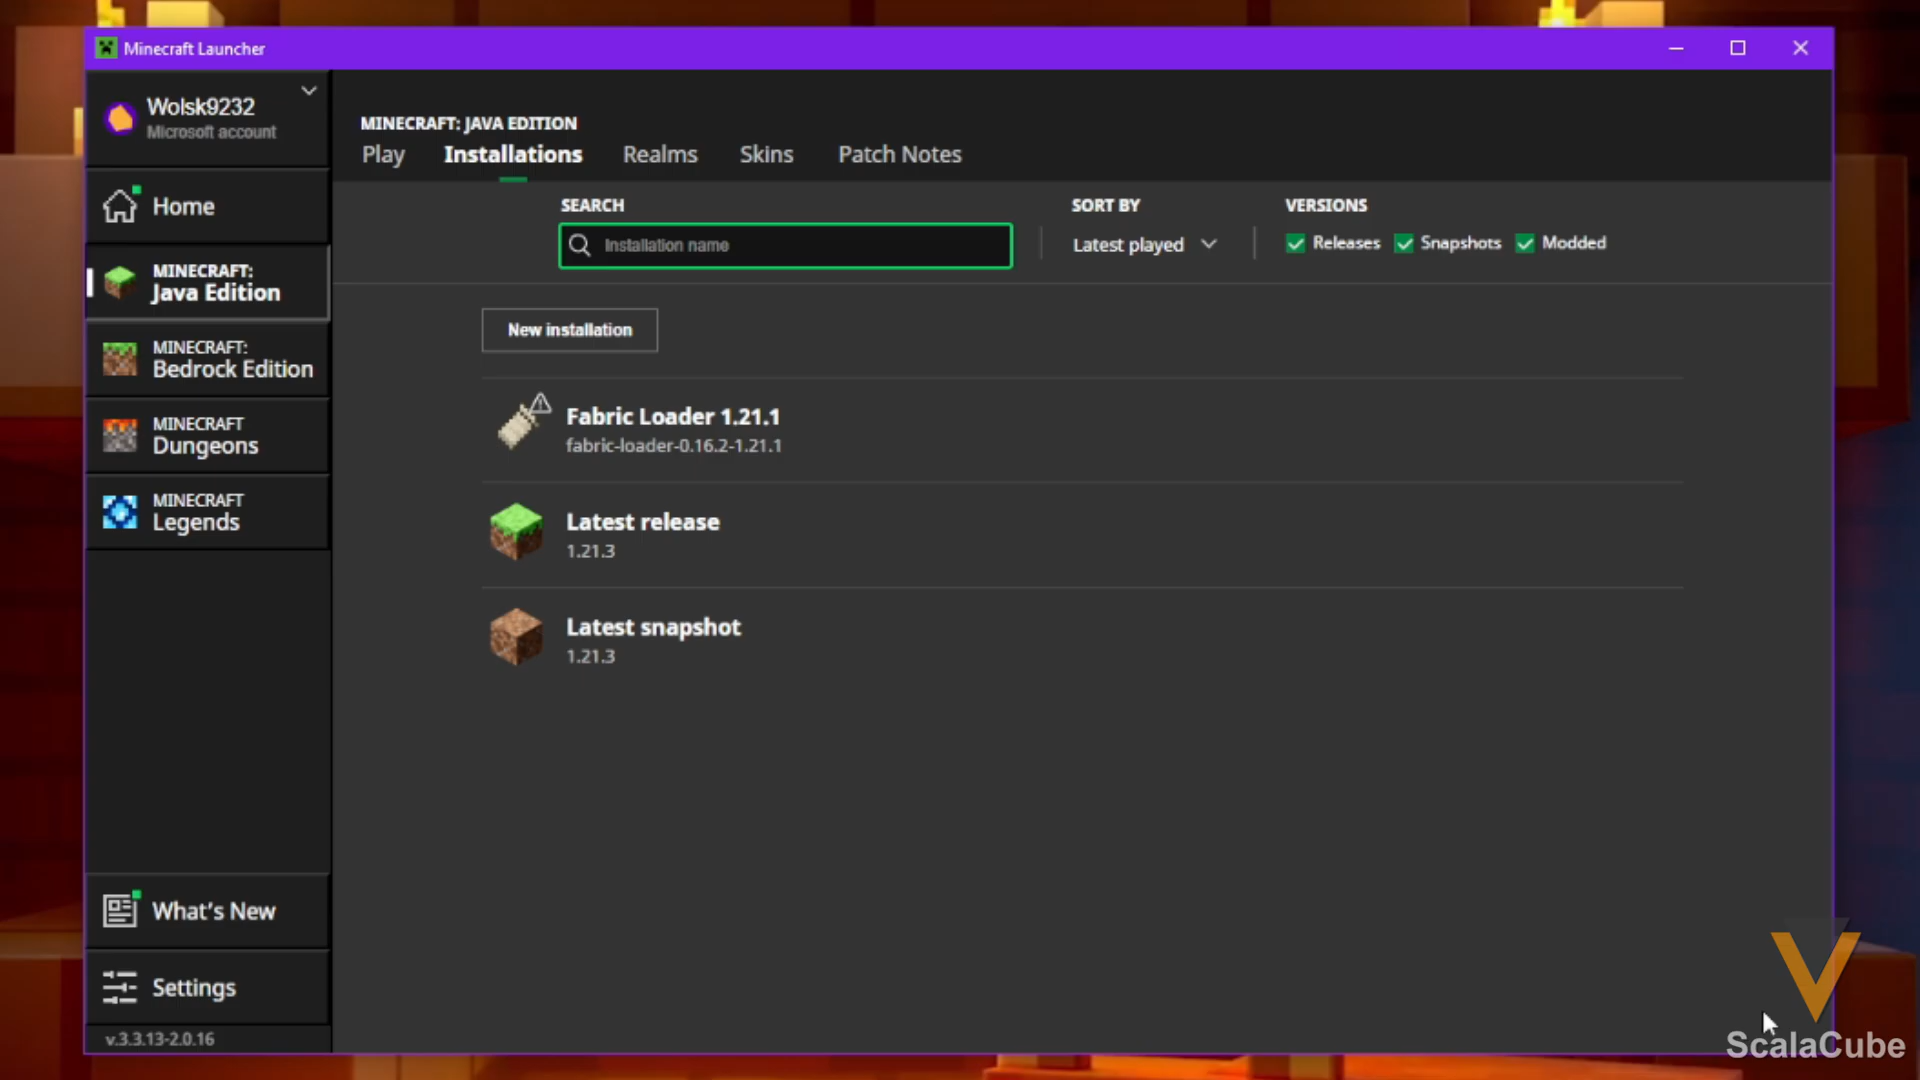 Minecraft Launcher
Wolsk9232
Microsoft account
Home
MINECRAFT:
Java Edition
MINECRAFT:
Bedrock Edition
MINECRAFT
Dungeons
MINECRAFT
Legends
What's New
Settings
v.3.3.13-2.0.16
MINECRAFT: JAVA EDITION
Play Installations Realms Skins Patch Notes
SEARCH
Installation name
SORT BY
Latest played
VERSIONS
Releases Snapshots Modded
New installation
Fabric Loader 1.21.1
fabric-loader-0.16.2-1.21.1
Latest release
1.21.3
Latest snapshot
1.21.3
ScalaCube